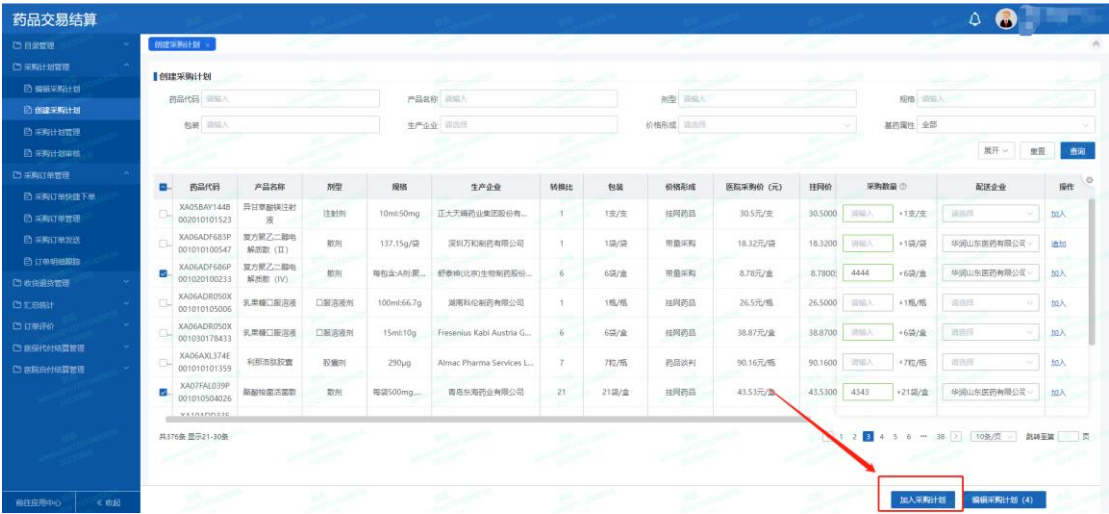 药品交易结算
目录管理
采购计划管理
编辑采购计划
创建采购计划
采购计划管理
采购计划审核
采购订单管理
采购订单快捷下单
采购订单管理
采购订单发送
订单明细跟踪
收货退货管理
汇总统计
订单评价
医保代付结算管理
医院自付结算管理
前往应用中心 < 收起
创建采购计划 ×
创建采购计划
药品代码 请输入 产品名称 请输入 剂型 请输入 规格 请输入
包装 请输入 生产企业 请选择 价格形成 请选择 基药属性 全部
展开 重置 查询
药品代码 产品名称 剂型 规格 生产企业 转换比 包装 价格形成 医院采购价（元） 挂网价 采购数量 配送企业 操作
XA05BAY144B002010101523 异甘草酸镁注射液 注射剂 10ml:50mg 正大天晴药业集团股份有... 1 1支/支 挂网药品 30.5元/支 30.5000 请输入 *1支/支 请选择 加入
XA06ADF683P001010100547 复方聚乙二醇电解质散（II） 散剂 137.15g/袋 深圳万和制药有限公司 1 1袋/袋 带量采购 18.32元/袋 18.3200 请输入 *1袋/袋 华润山东医药有限公司 追加
XA06ADF686P001020100233 复方聚乙二醇电解质散（IV） 散剂 每包含:A剂:聚... 舒泰神(北京)生物制药股份... 6 6袋/盒 带量采购 8.78元/盒 8.7800 4444 *6袋/盒 华润山东医药有限公司 加入
XA06ADR050X001010105006 乳果糖口服溶液 口服溶液剂 100ml:66.7g 湖南科伦制药有限公司 1 1瓶/瓶 挂网药品 26.5元/瓶 26.5000 请输入 *1瓶/瓶 请选择 加入
XA06ADR050X001030178433 乳果糖口服溶液 口服溶液剂 15ml:10g Fresenius Kabi Austria G... 6 6袋/盒 挂网药品 38.87元/盒 38.8700 请输入 *6袋/盒 请选择 加入
XA06AXL374E001010101359 利那洛肽胶囊 胶囊剂 290μg Almac Pharma Services L... 7 7粒/瓶 药品谈判 90.16元/瓶 90.1600 请输入 *7粒/瓶 请选择 加入
XA07FAL039P001010504026 酪酸梭菌活菌散 散剂 每袋500mg,... 青岛东海药业有限公司 21 21袋/盒 挂网药品 43.53元/盒 43.5300 4343 *21袋/盒 华润山东医药有限公司 加入
共376条 显示21-30条 1 2 3 4 5 6 38 10条/页 跳转至第 页
加入采购计划 编辑采购计划（4）